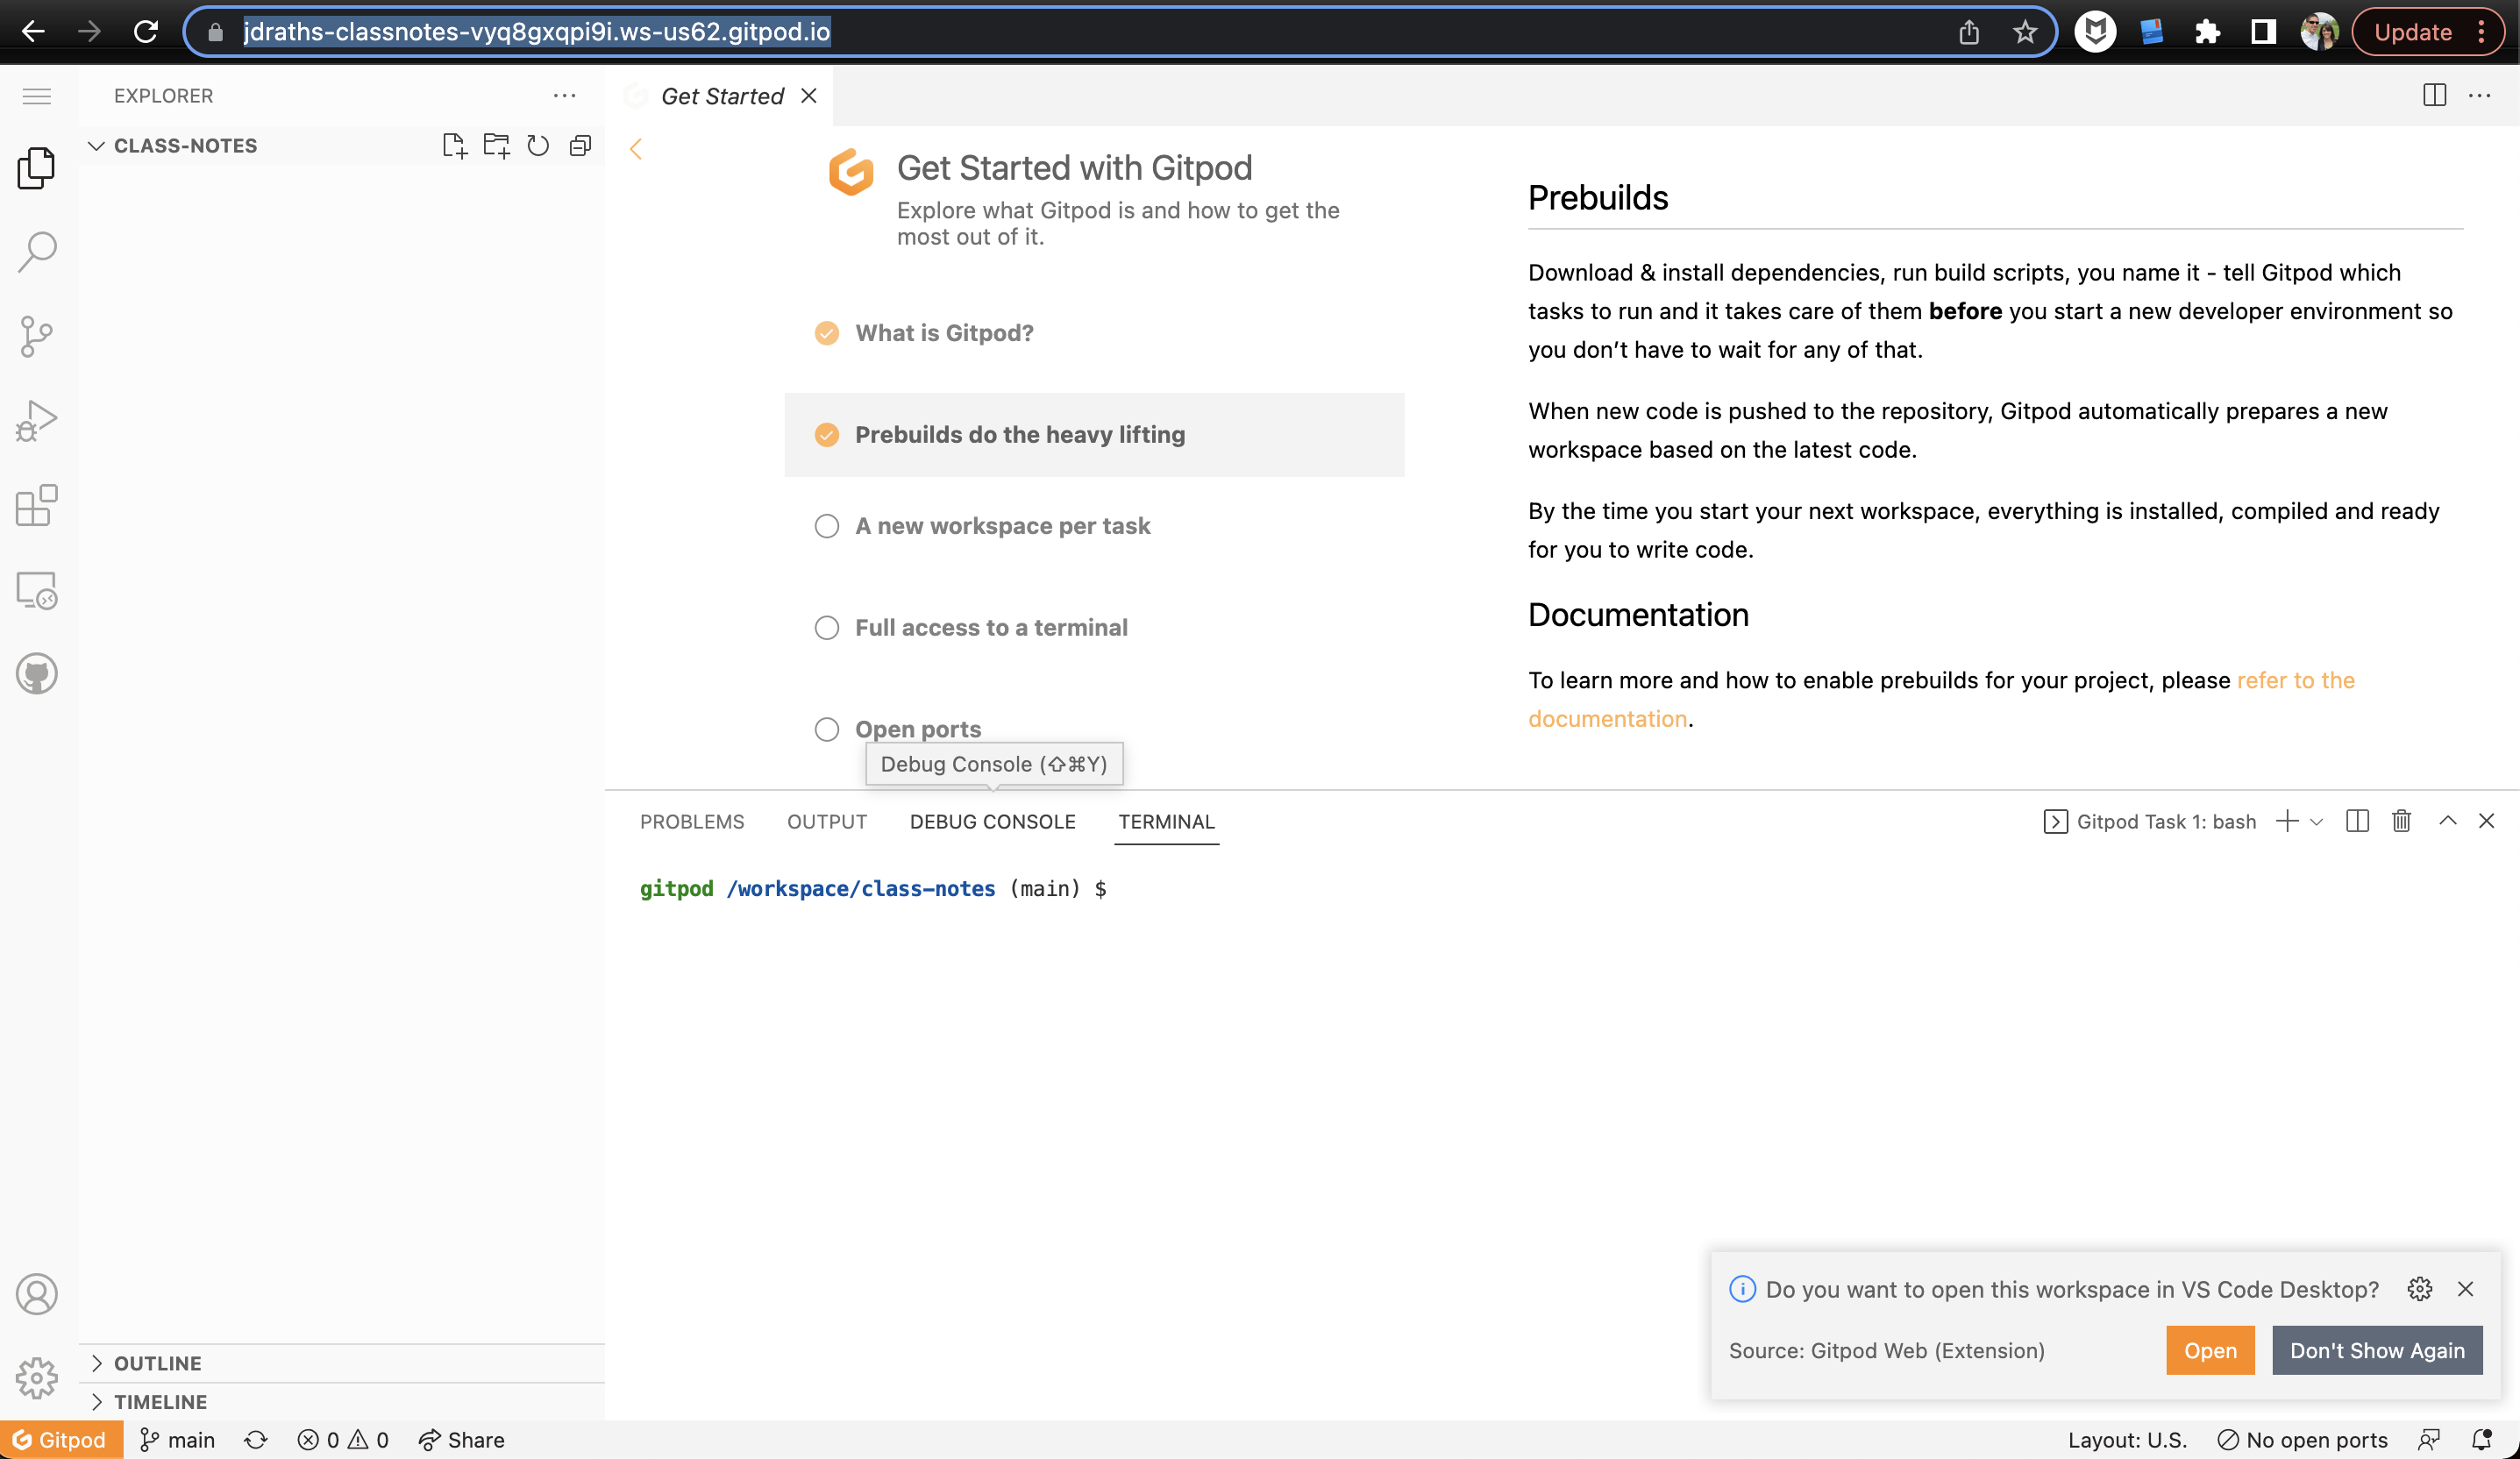 jdraths-classnotes-vyq8gxqpi9i.ws-us62.gitpod.io
Update
EXPLORER
CLASS-NOTES
Get Started
Get Started with Gitpod
Explore what Gitpod is and how to get the
most out of it.
What is Gitpod?
Prebuilds do the heavy lifting
A new workspace per task
Full access to a terminal
Open ports
Debug Console (⇧⌘Y)
Prebuilds
Download & install dependencies, run build scripts, you name it - tell Gitpod which
tasks to run and it takes care of them before you start a new developer environment so
you don’t have to wait for any of that.
When new code is pushed to the repository, Gitpod automatically prepares a new
workspace based on the latest code.
By the time you start your next workspace, everything is installed, compiled and ready
for you to write code.
Documentation
To learn more and how to enable prebuilds for your project, please refer to the
documentation.
PROBLEMS OUTPUT DEBUG CONSOLE TERMINAL
Gitpod Task 1: bash
gitpod /workspace/class-notes (main) $
Do you want to open this workspace in VS Code Desktop?
Source: Gitpod Web (Extension)
Open
Don't Show Again
OUTLINE
TIMELINE
Gitpod main 0 0 Share
Layout: U.S. No open ports